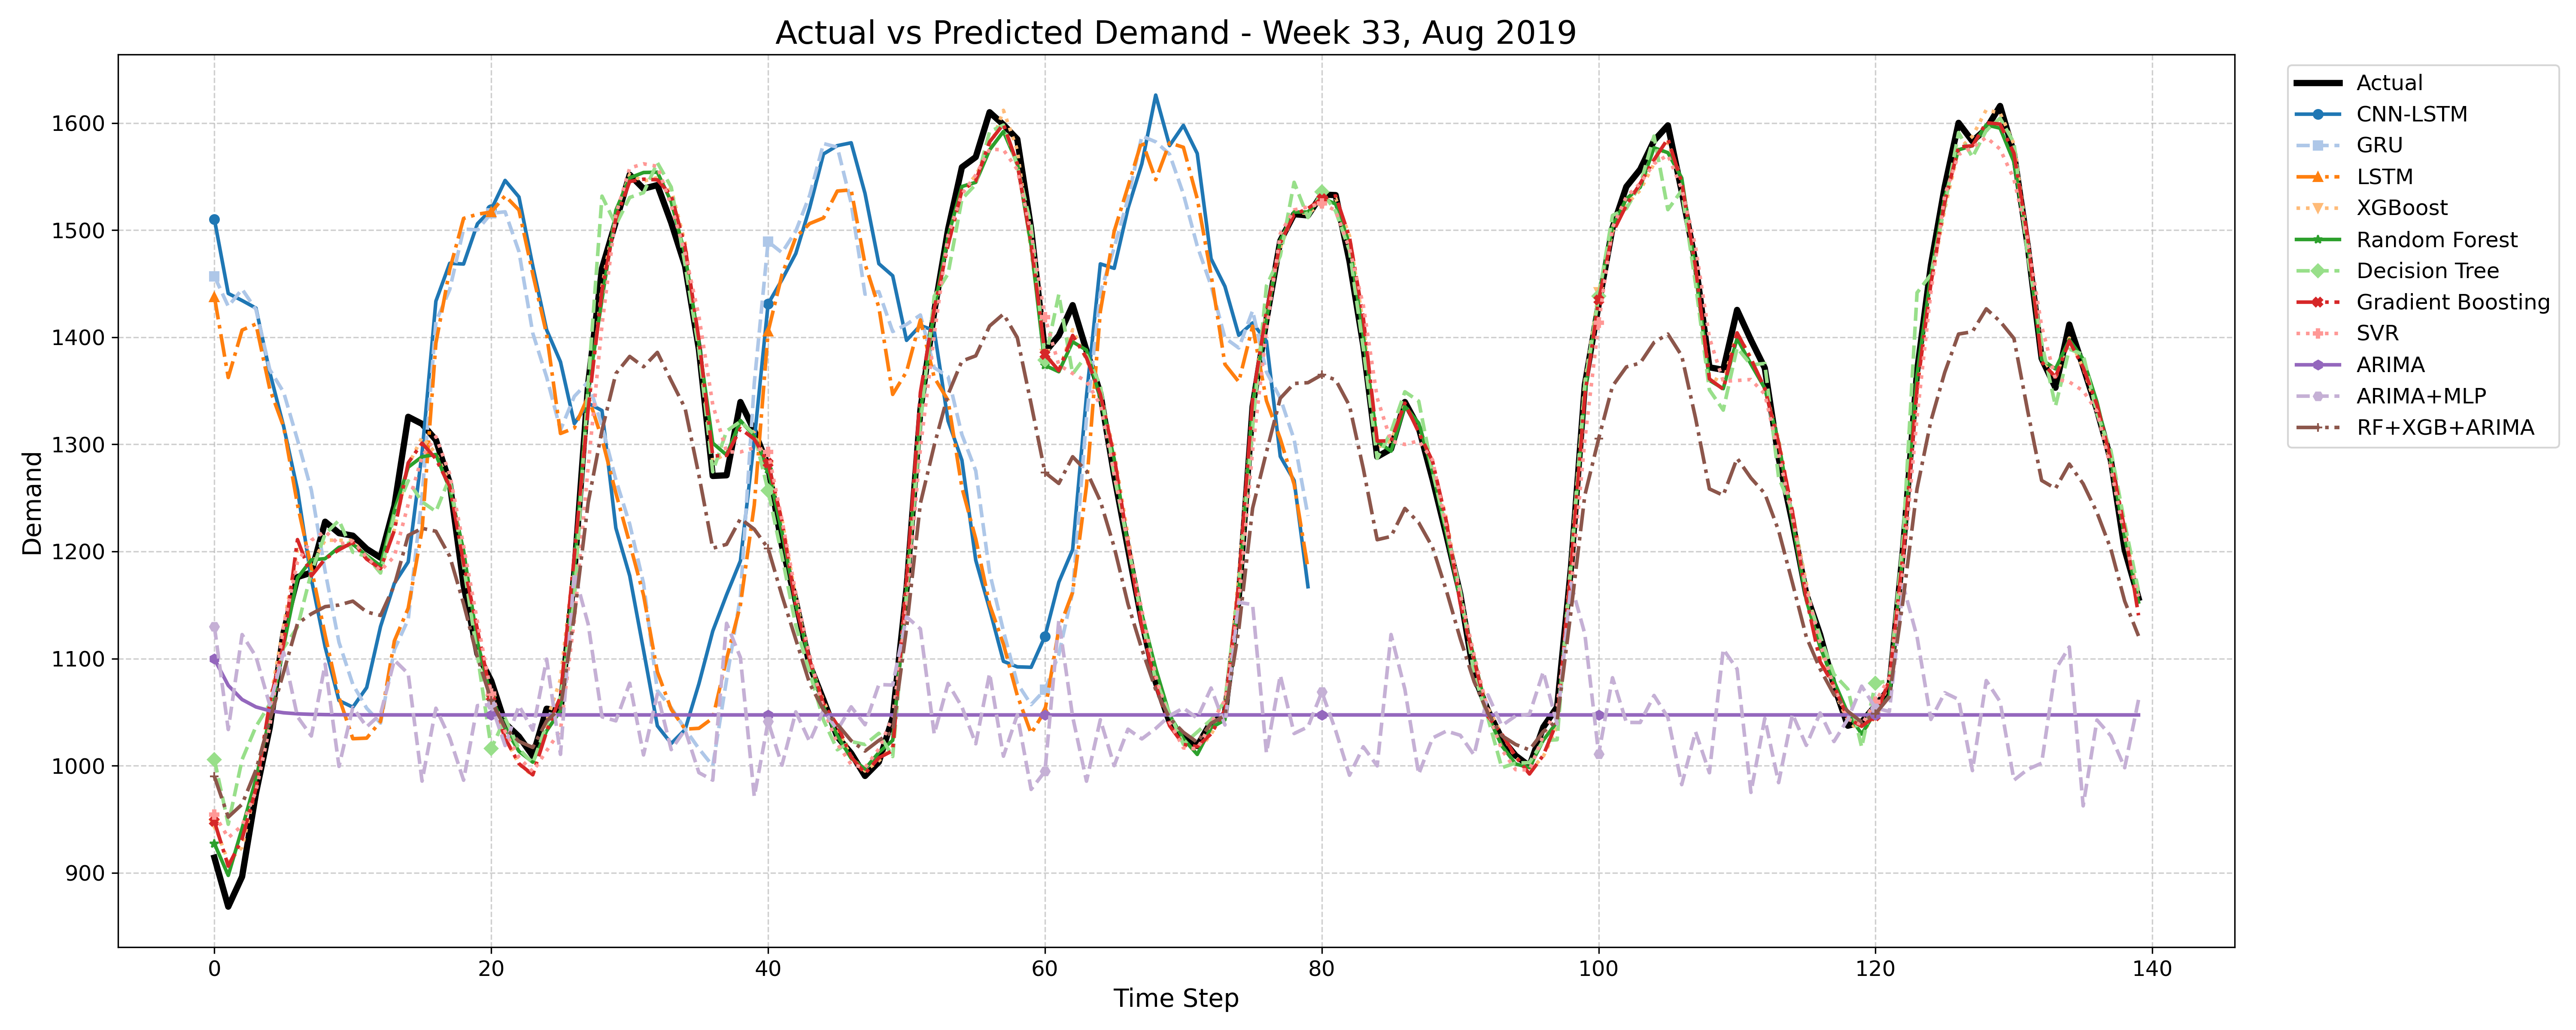 Actual vs Predicted Demand - Week 33, Aug 2019
Demand
1600
1500
1400
1300
1200
1100
1000
900
0 20 40 60 80 100 120 140
Time Step
Actual
CNN-LSTM
GRU
LSTM
XGBoost
Random Forest
Decision Tree
Gradient Boosting
SVR
ARIMA
ARIMA+MLP
RF+XGB+ARIMA